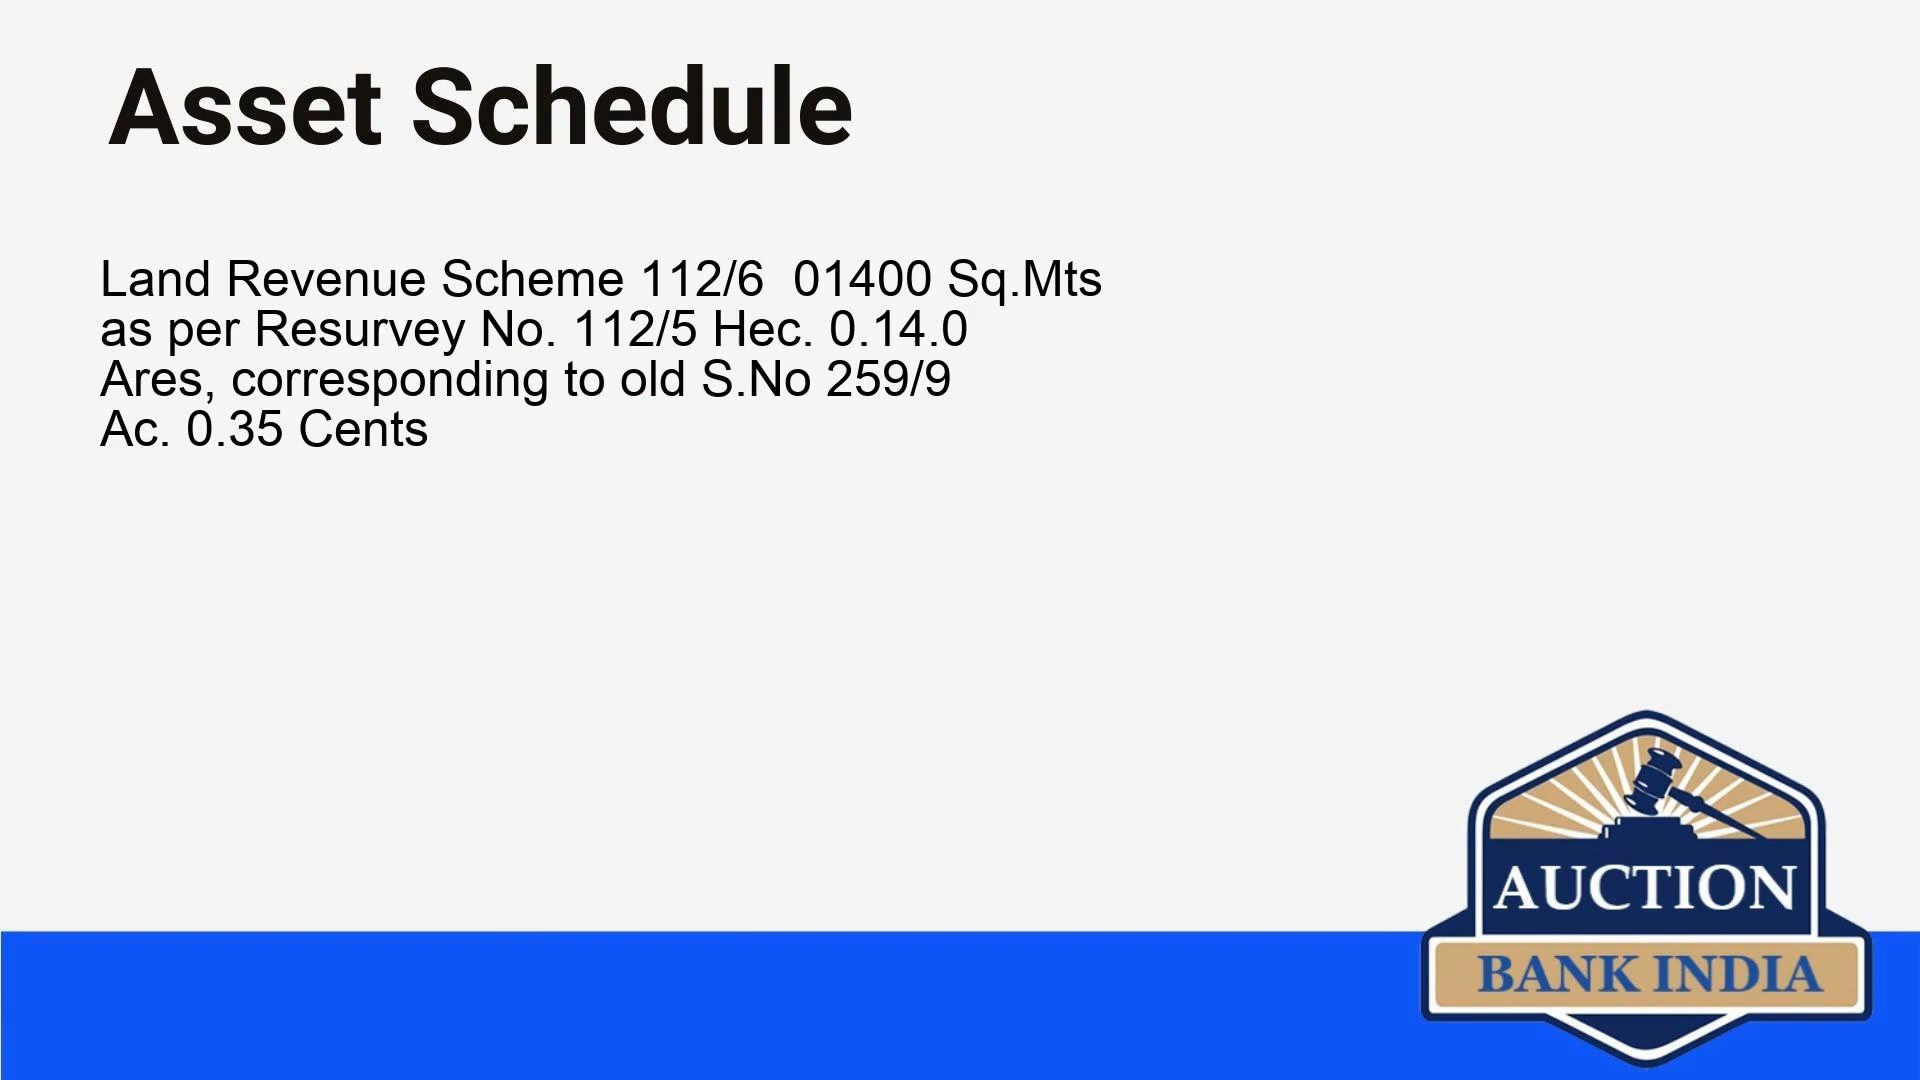 Asset Schedule
Land Revenue Scheme 112/6  01400 Sq.Mts
as per Resurvey No. 112/5 Hec. 0.14.0
Ares, corresponding to old S.No 259/9
Ac. 0.35 Cents
AUCTION
BANK INDIA